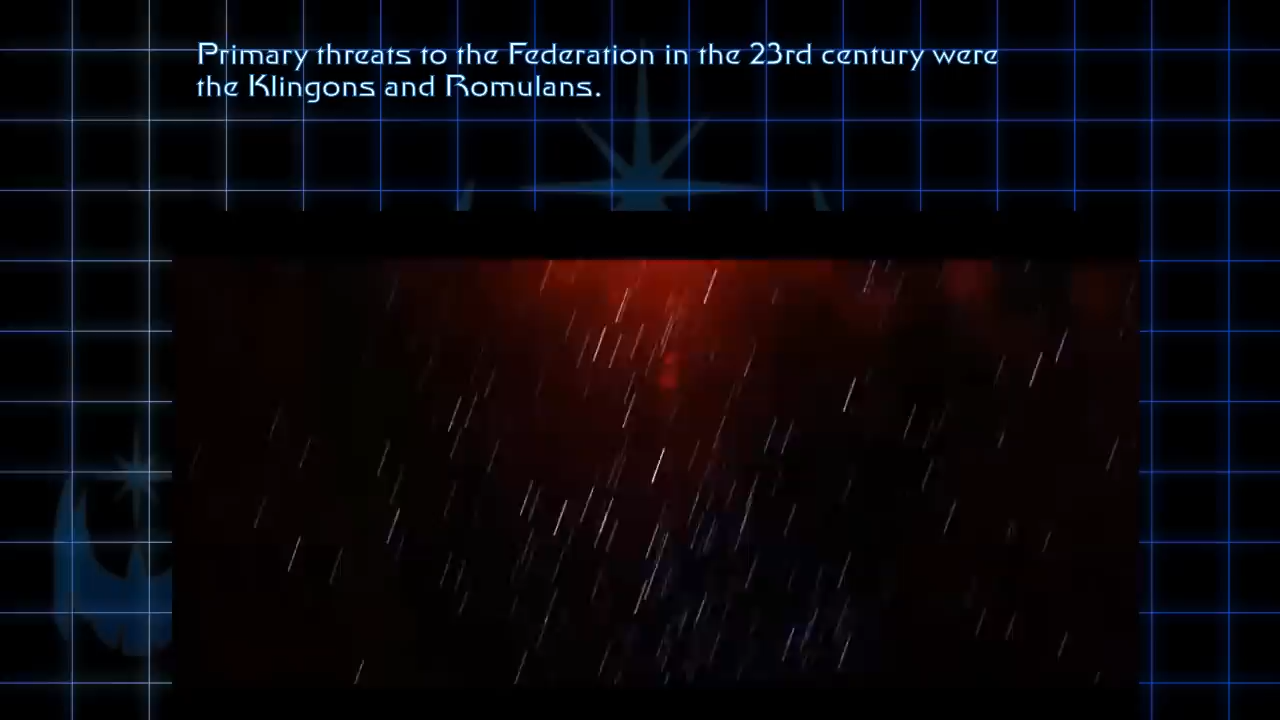 Primary threats to the Federation in the 23rd century were
the Klingons and Romulans.